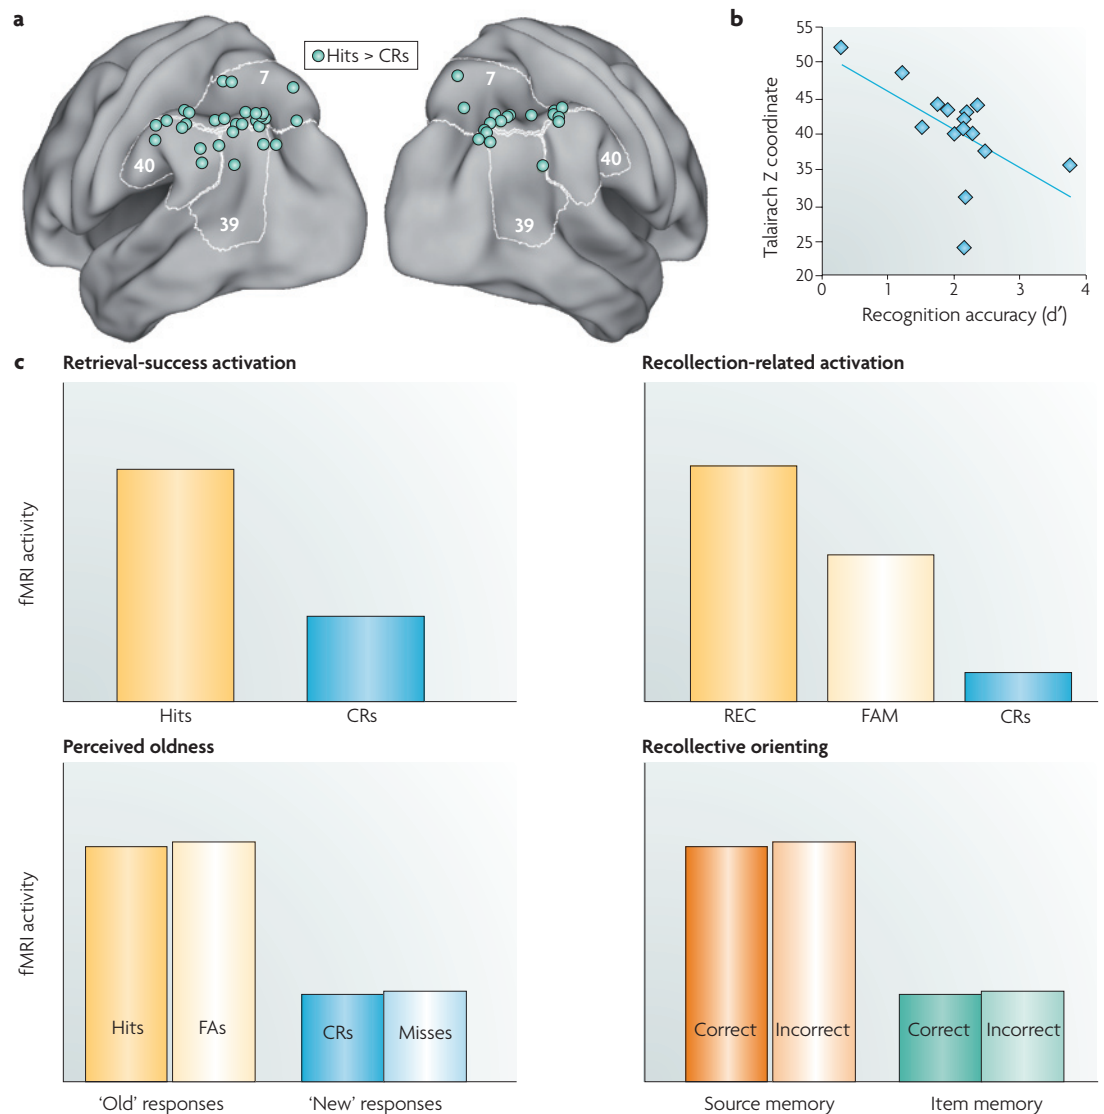 a
b
Hits > CRs
7
40
39
7
40
39
Talairach Z coordinate
55
50
45
40
35
30
25
20
0 1 2 3 4
Recognition accuracy (d′)
c
Retrieval-success activation
fMRI activity
Hits CRs
Recollection-related activation
REC FAM CRs
Perceived oldness
fMRI activity
Hits FAs CRs Misses
‘Old’ responses ‘New’ responses
Recollective orienting
Correct Incorrect Correct Incorrect
Source memory Item memory